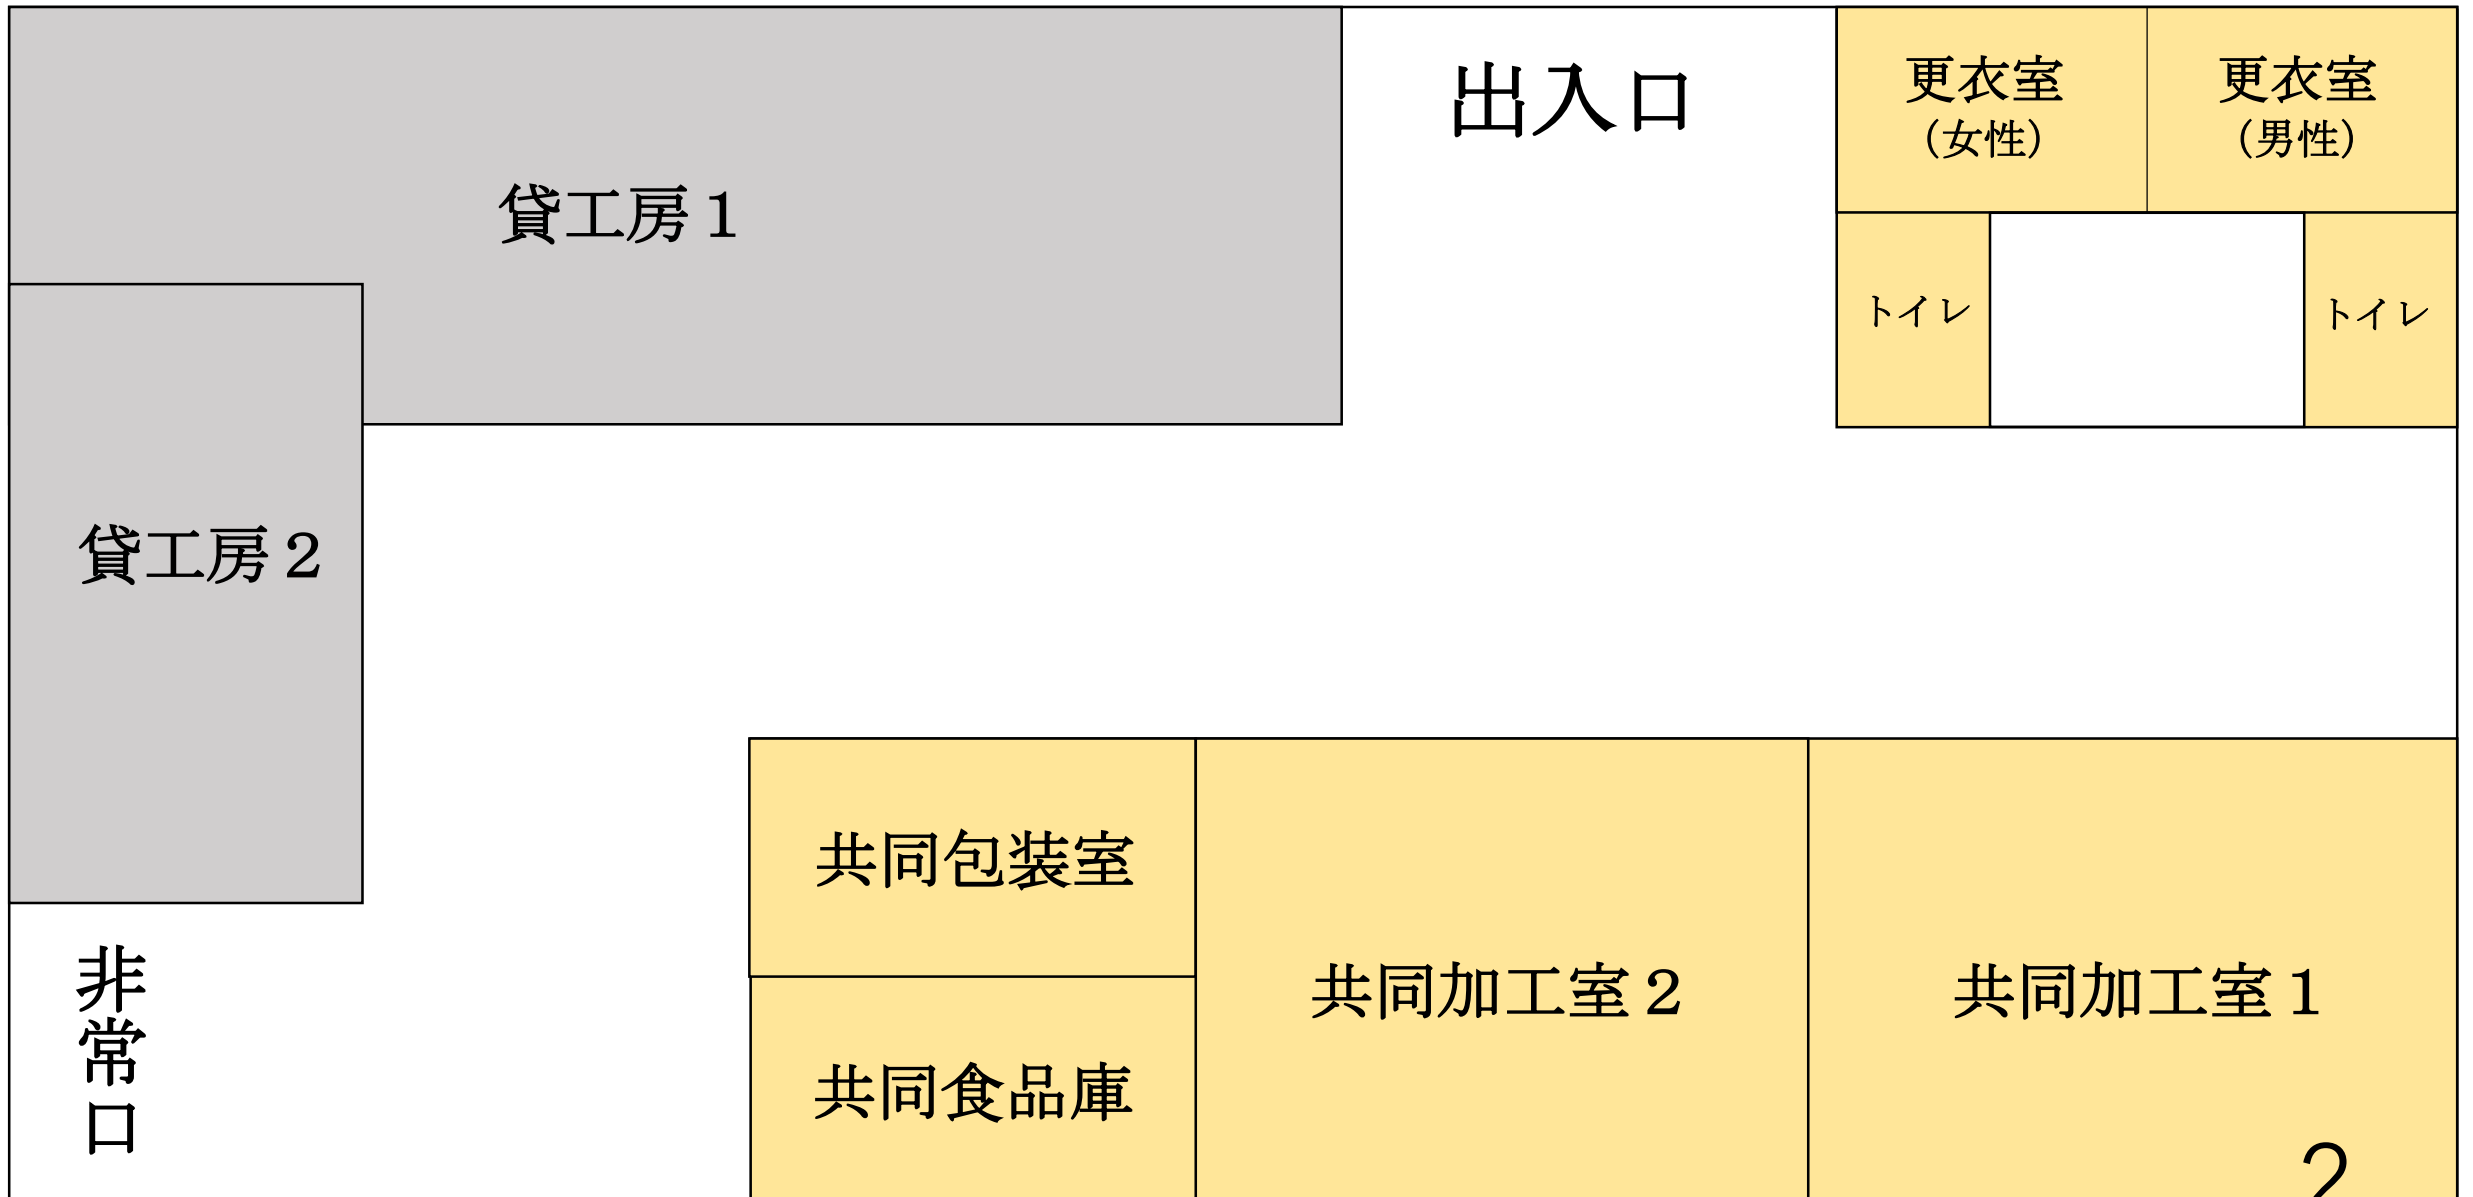 出入口
更衣室
（女性）
更衣室
（男性）
貸工房１
トイレ
トイレ
貸工房２
共同包装室
共同加工室２
共同加工室１
共同食品庫
非常口
2